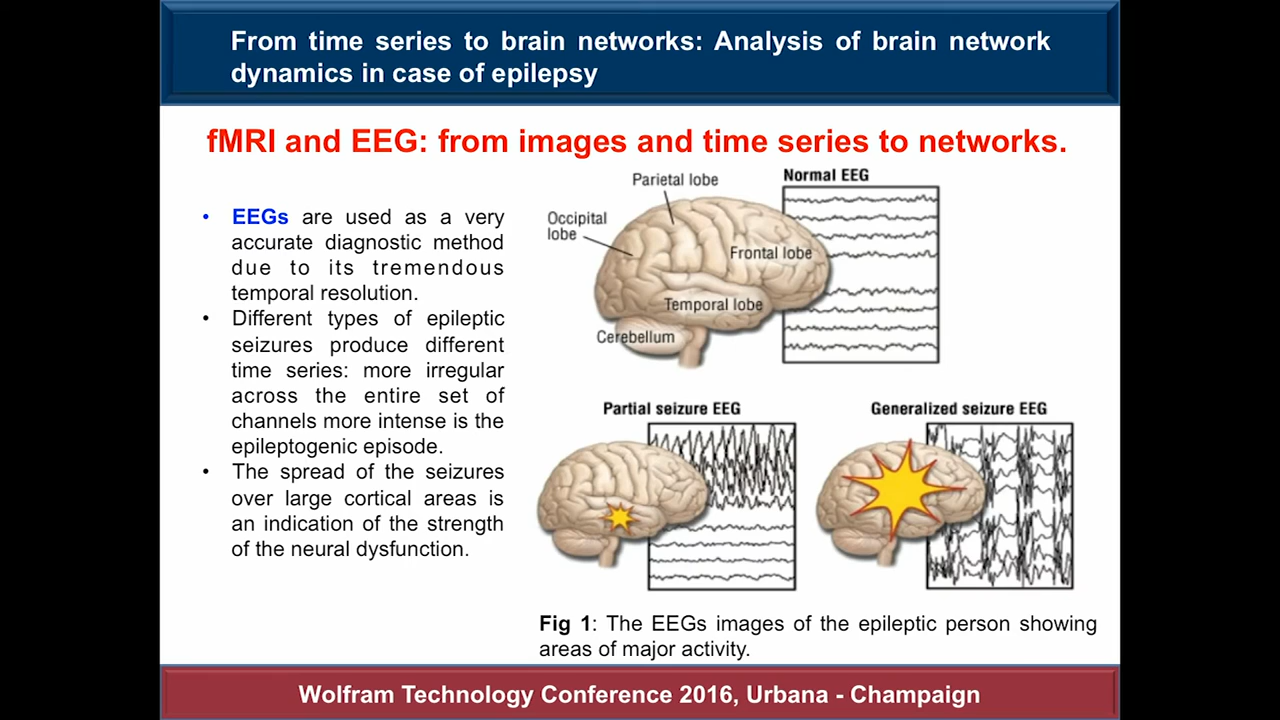 From time series to brain networks: Analysis of brain network
dynamics in case of epilepsy
fMRI and EEG: from images and time series to networks.
• EEGs are used as a very
accurate diagnostic method
due to its tremendous
temporal resolution.
• Different types of epileptic
seizures produce different
time series: more irregular
across the entire set of
channels more intense is the
epileptogenic episode.
• The spread of the seizures
over large cortical areas is
an indication of the strength
of the neural dysfunction.
Parietal lobe
Normal EEG
Occipital
lobe
Frontal lobe
Temporal lobe
Cerebellum
Partial seizure EEG
Generalized seizure EEG
Fig 1: The EEGs images of the epileptic person showing
areas of major activity.
Wolfram Technology Conference 2016, Urbana - Champaign